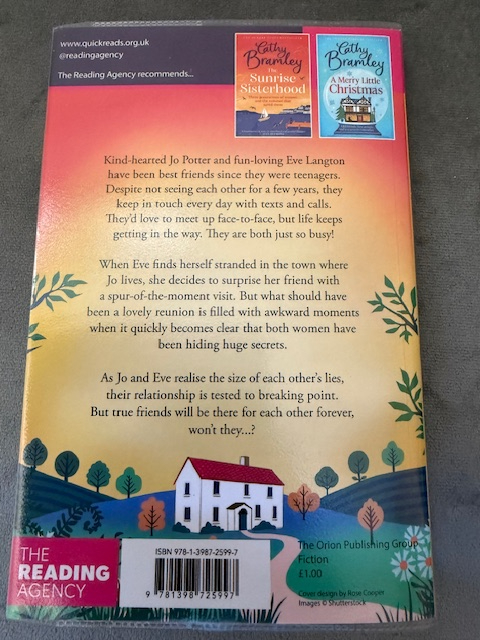 www.quickreads.org.uk
@readingagency
The Reading Agency recommends...
Cathy
Bramley
The
Sunrise
Sisterhood
Cathy
Bramley
A Merry Little
Christmas
Kind-hearted Jo Potter and fun-loving Eve Langton
have been best friends since they were teenagers.
Despite not seeing each other for a few years, they
keep in touch every day with texts and calls.
They'd love to meet up face-to-face, but life keeps
getting in the way. They are both just so busy!
When Eve finds herself stranded in the town where
Jo lives, she decides to surprise her friend with
a spur-of-the-moment visit. But what should have
been a lovely reunion is filled with awkward moments
when it quickly becomes clear that both women have
been hiding huge secrets.
As Jo and Eve realise the size of each other's lies,
their relationship is tested to breaking point.
But true friends will be there for each other forever,
won't they...?
THE
READING
AGENCY
ISBN 978-1-3987-2599-7
9 781398 725997
The Orion Publishing Group
Fiction
£1.00
Cover design by Rose Cooper
Images © Shutterstock